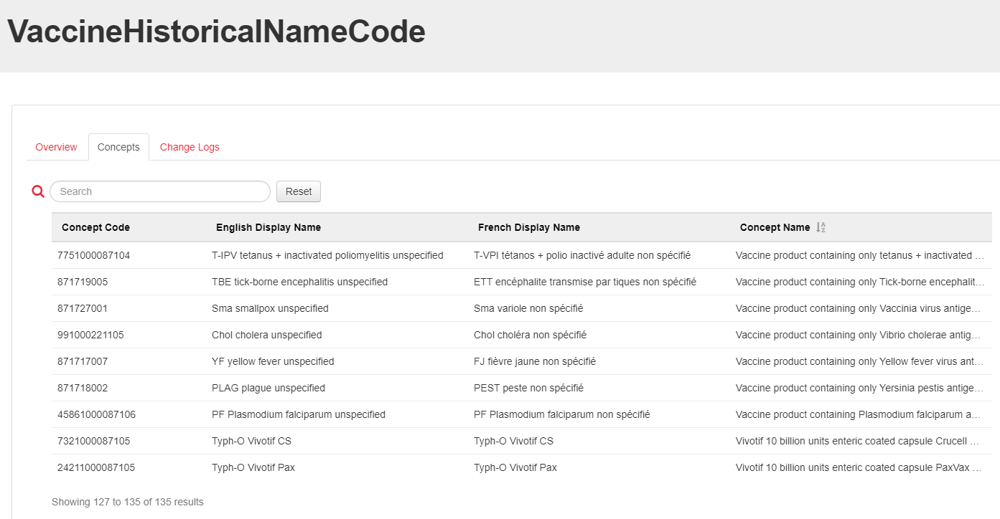 VaccineHistoricalNameCode
Overview Concepts Change Logs
Search Reset
Concept Code English Display Name French Display Name Concept Name
7751000087104 T-IPV tetanus + inactivated poliomyelitis unspecified T-VPI tétanos + polio inactivé adulte non spécifié Vaccine product containing only tetanus + inactivated ...
871719005 TBE tick-borne encephalitis unspecified ETT encéphalite transmise par tiques non spécifié Vaccine product containing only Tick-borne encephalit...
871727001 Sma smallpox unspecified Sma variole non spécifié Vaccine product containing only Vaccinia virus antige...
991000221105 Chol cholera unspecified Chol choléra non spécifié Vaccine product containing only Vibrio cholerae antig...
871717007 YF yellow fever unspecified FJ fièvre jaune non spécifié Vaccine product containing only Yellow fever virus ant...
871718002 PLAG plague unspecified PEST peste non spécifié Vaccine product containing only Yersinia pestis antige...
45861000087106 PF Plasmodium falciparum unspecified PF Plasmodium falciparum non spécifié Vaccine product containing Plasmodium falciparum a...
7321000087105 Typh-O Vivotif CS Typh-O Vivotif CS Vivotif 10 billion units enteric coated capsule Crucell ...
24211000087105 Typh-O Vivotif Pax Typh-O Vivotif Pax Vivotif 10 billion units enteric coated capsule PaxVax ...
Showing 127 to 135 of 135 results